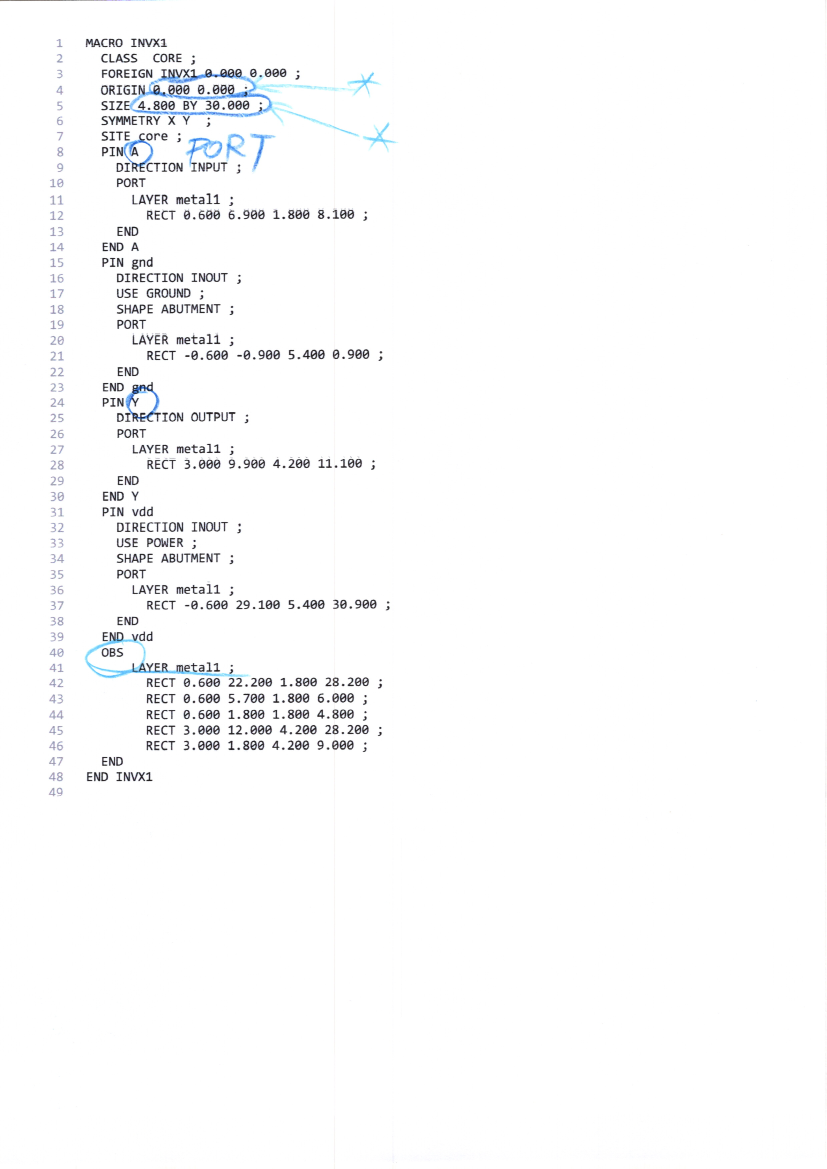 1 MACRO INVX1
2 CLASS CORE ;
3 FOREIGN INVX1 0.000 0.000 ;
4 ORIGIN 0.000 0.000 ;
5 SIZE 4.800 BY 30.000 ;
6 SYMMETRY X Y ;
7 SITE core ;
8 PIN A PORT
9 DIRECTION INPUT ;
10 PORT
11 LAYER metal1 ;
12 RECT 0.600 6.900 1.800 8.100 ;
13 END
14 END A
15 PIN gnd
16 DIRECTION INOUT ;
17 USE GROUND ;
18 SHAPE ABUTMENT ;
19 PORT
20 LAYER metal1 ;
21 RECT -0.600 -0.900 5.400 0.900 ;
22 END
23 END gnd
24 PIN Y
25 DIRECTION OUTPUT ;
26 PORT
27 LAYER metal1 ;
28 RECT 3.000 9.900 4.200 11.100 ;
29 END
30 END Y
31 PIN vdd
32 DIRECTION INOUT ;
33 USE POWER ;
34 SHAPE ABUTMENT ;
35 PORT
36 LAYER metal1 ;
37 RECT -0.600 29.100 5.400 30.900 ;
38 END
39 END vdd
40 OBS
41 LAYER metal1 ;
42 RECT 0.600 22.200 1.800 28.200 ;
43 RECT 0.600 5.700 1.800 6.000 ;
44 RECT 0.600 1.800 1.800 4.800 ;
45 RECT 3.000 12.000 4.200 28.200 ;
46 RECT 3.000 1.800 4.200 9.000 ;
47 END
48 END INVX1
49